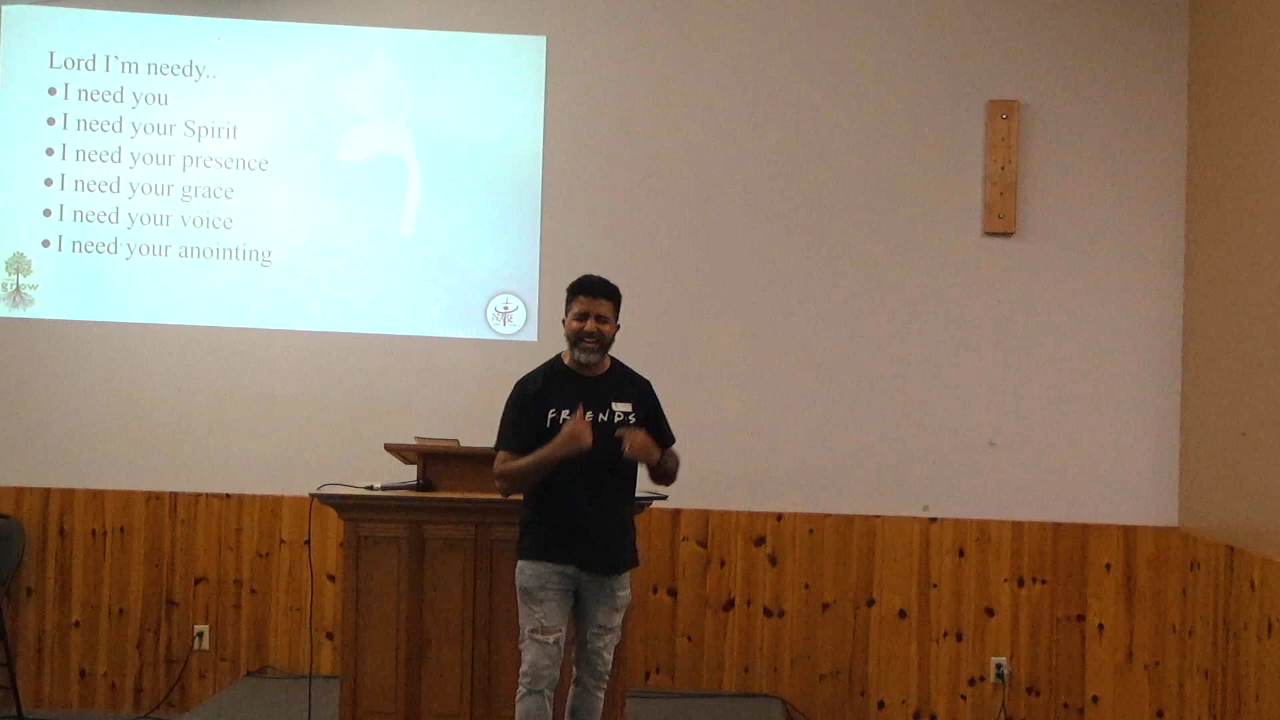 Lord I'm needy..
• I need you
• I need your Spirit
• I need your presence
• I need your grace
• I need your voice
• I need your anointing
grow
F·R·I·E·N·D·S